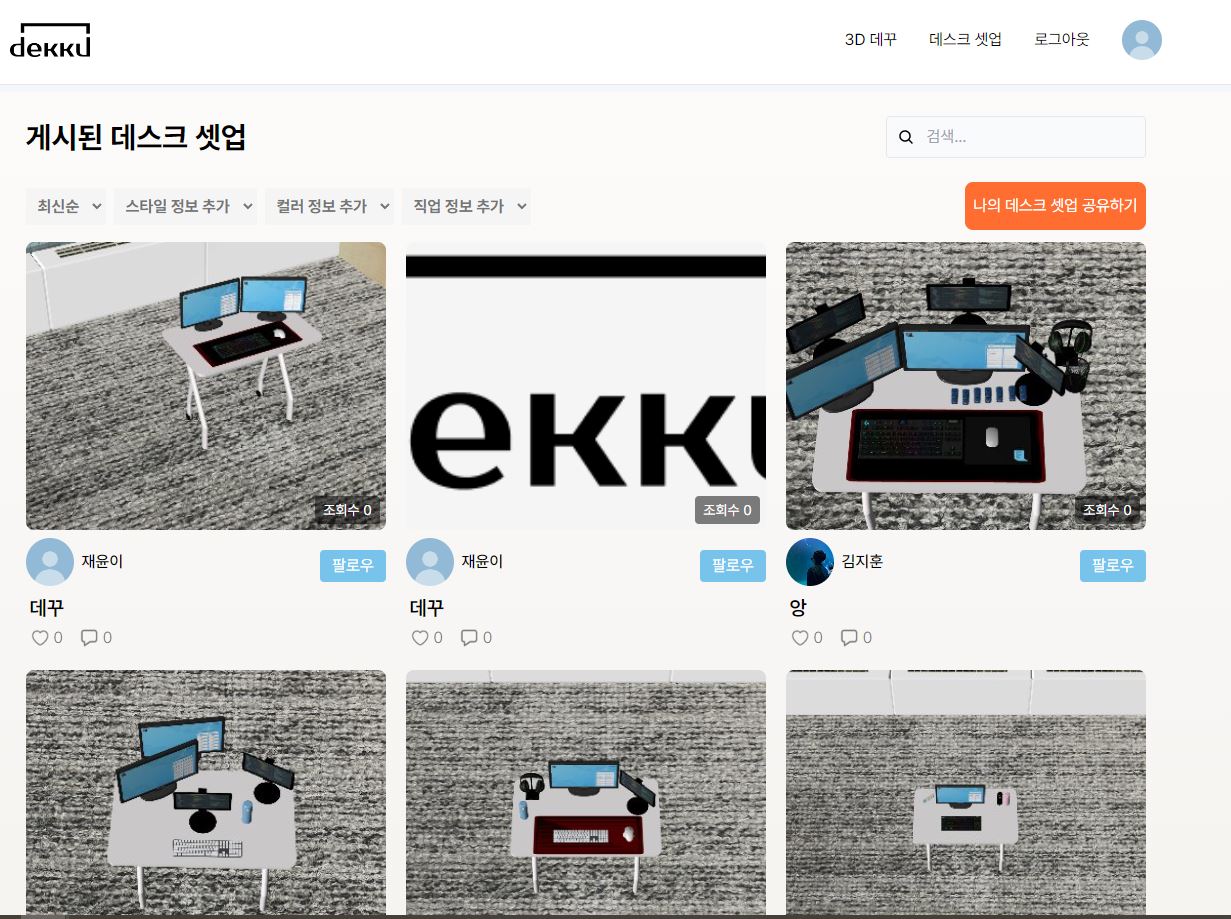 dekku
3D 데꾸 데스크 셋업 로그아웃
게시된 데스크 셋업
검색...
최신순 스타일 정보 추가 컬러 정보 추가 직업 정보 추가
나의 데스크 셋업 공유하기
ekku
조회수 0 조회수 0 조회수 0
재윤이 팔로우 재윤이 팔로우 김지훈 팔로우
데꾸 데꾸 앙
0 0 0 0 0 0